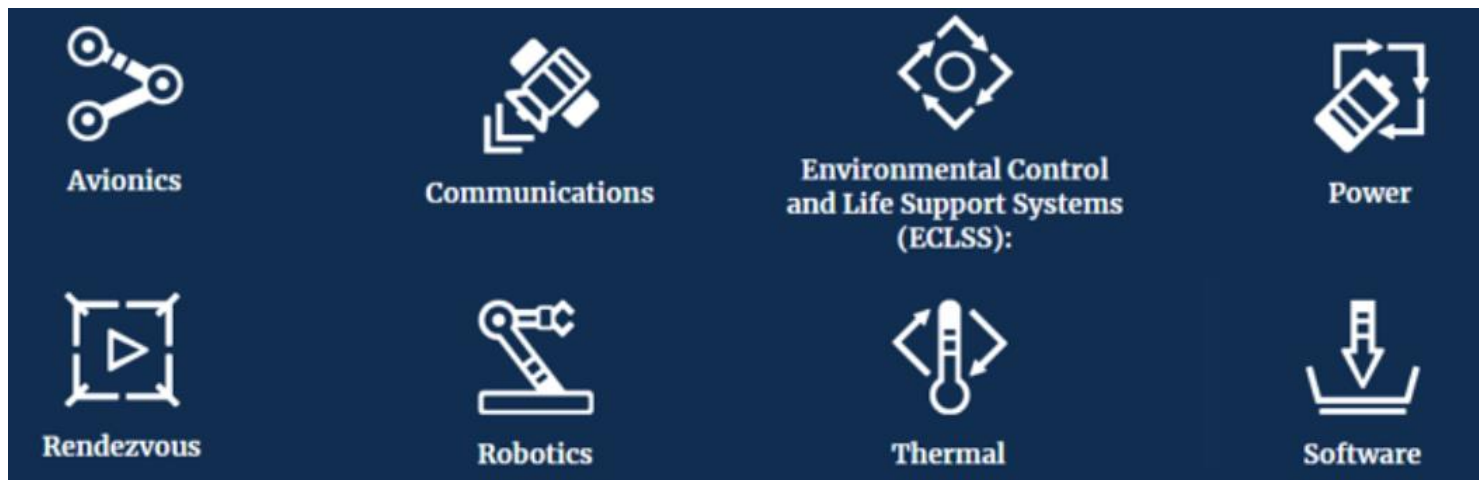 Avionics
Communications
Environmental Control
and Life Support Systems
(ECLSS):
Power
Rendezvous
Robotics
Thermal
Software